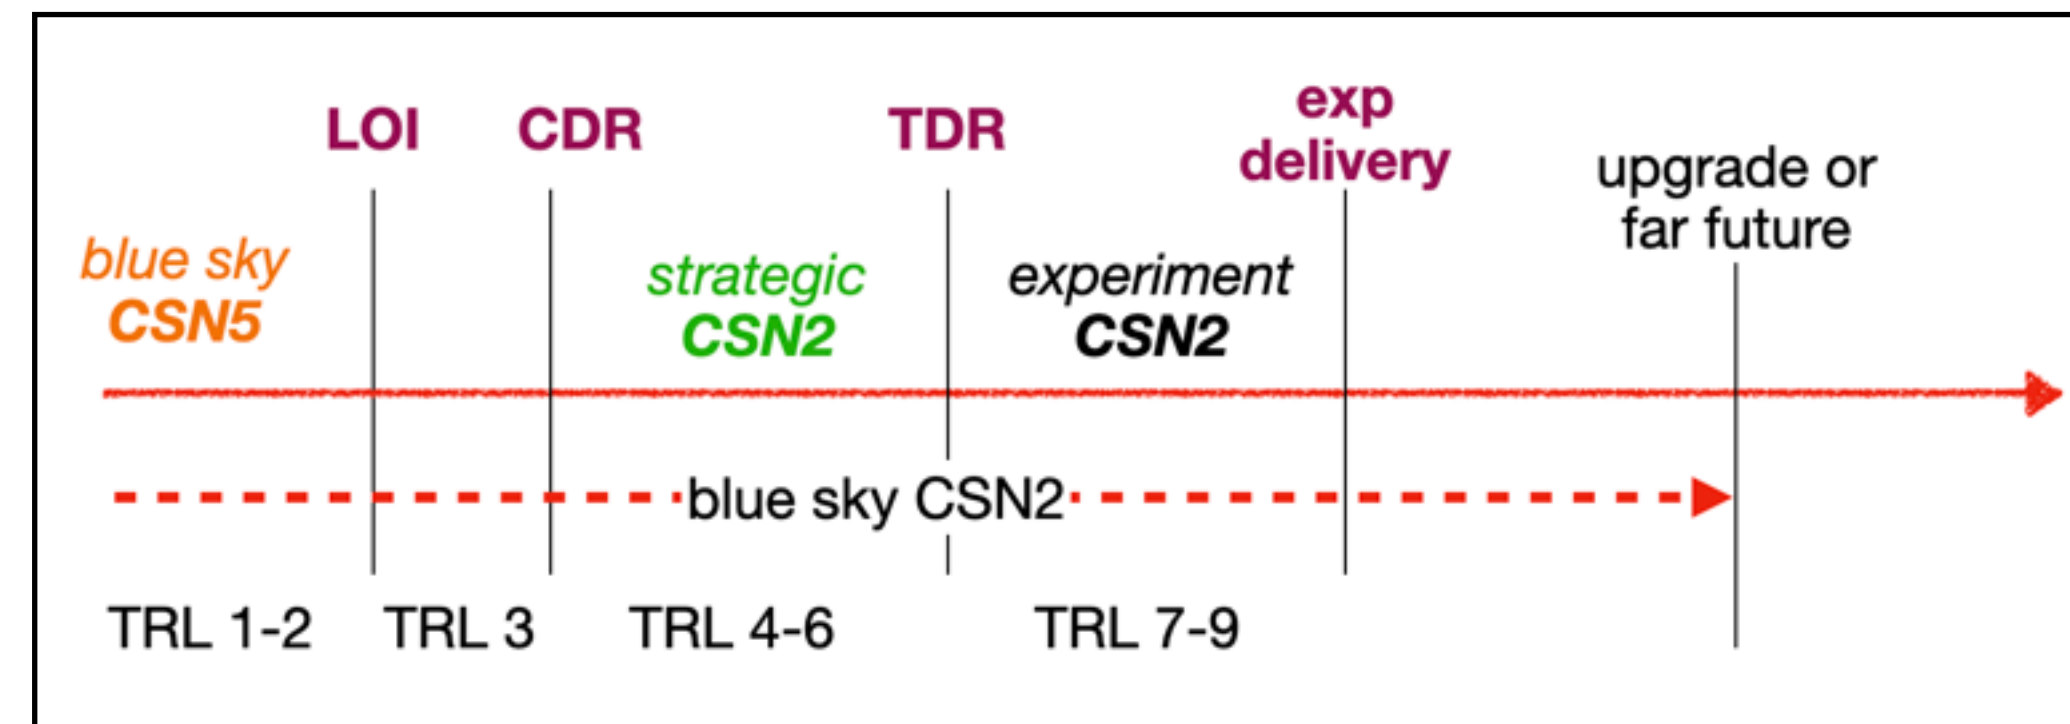 LOI CDR TDR exp
delivery
upgrade or
far future
blue sky
CSN5
strategic
CSN2
experiment
CSN2
blue sky CSN2
TRL 1-2 TRL 3 TRL 4-6 TRL 7-9